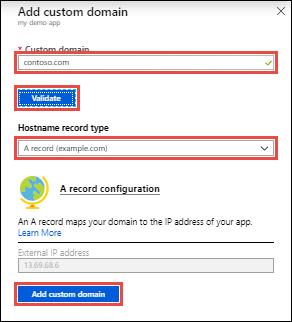 Add custom domain
my demo app
* Custom domain
contoso.com
Validate
Hostname record type
A record (example.com)
A record configuration
An A record maps your domain to the IP address of your app.
Learn More
External IP address
13.69.68.6
Add custom domain